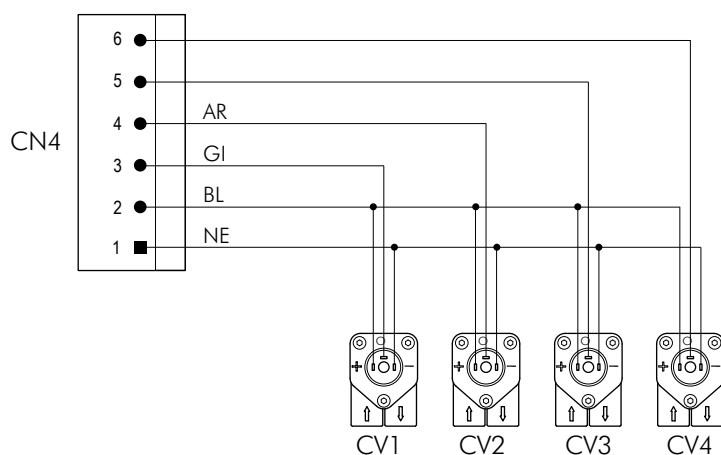 6
5
4 AR
CN4
3 GI
2 BL
1 NE
+ − + − + − + −
CV1 CV2 CV3 CV4